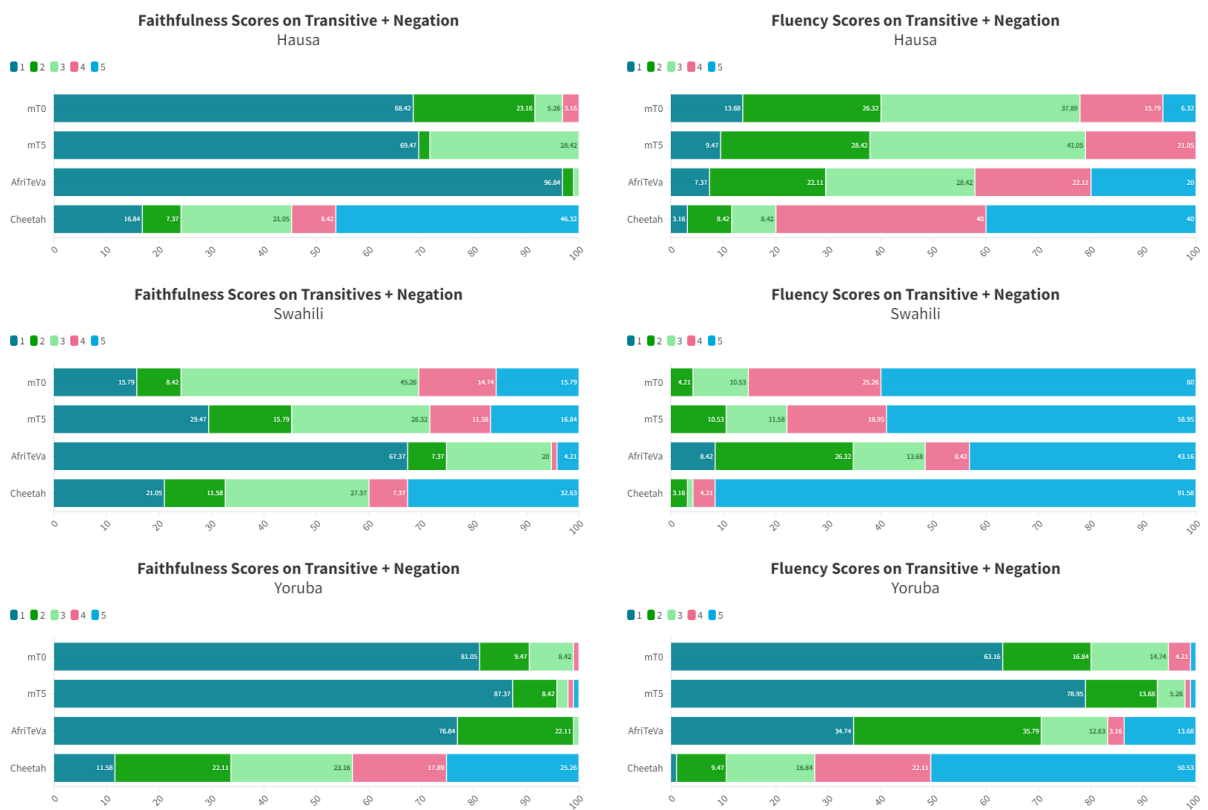 Faithfulness Scores on Transitive + Negation
Hausa
1 2 3 4 5
mT0 68.42 23.16 5.26 3.16
mT5 69.47 28.42
AfriTeVa 96.84
Cheetah 16.84 7.37 21.05 8.42 46.32
0 10 20 30 40 50 60 70 80 90 100
Fluency Scores on Transitive + Negation
Hausa
1 2 3 4 5
mT0 13.68 26.32 37.89 15.79 6.32
mT5 9.47 28.42 41.05 21.05
AfriTeVa 7.37 22.11 28.42 22.11 20
Cheetah 3.16 8.42 8.42 40 40
0 10 20 30 40 50 60 70 80 90 100
Faithfulness Scores on Transitives + Negation
Swahili
1 2 3 4 5
mT0 15.79 8.42 45.26 14.74 15.79
mT5 29.47 15.79 26.32 11.58 16.84
AfriTeVa 67.37 7.37 20 4.21
Cheetah 21.05 11.58 27.37 7.37 32.63
0 10 20 30 40 50 60 70 80 90 100
Fluency Scores on Transitive + Negation
Swahili
1 2 3 4 5
mT0 4.21 10.53 25.26 60
mT5 10.53 11.58 18.95 58.95
AfriTeVa 8.42 26.32 13.68 8.42 43.16
Cheetah 3.16 4.21 91.58
0 10 20 30 40 50 60 70 80 90 100
Faithfulness Scores on Transitive + Negation
Yoruba
1 2 3 4 5
mT0 81.05 9.47 8.42
mT5 87.37 8.42
AfriTeVa 76.84 22.11
Cheetah 11.58 22.11 23.16 17.89 25.26
0 10 20 30 40 50 60 70 80 90 100
Fluency Scores on Transitive + Negation
Yoruba
1 2 3 4 5
mT0 63.16 16.84 14.74 4.21
mT5 78.95 13.68 5.26
AfriTeVa 34.74 35.79 12.63 3.16 13.68
Cheetah 9.47 16.84 22.11 50.53
0 10 20 30 40 50 60 70 80 90 100